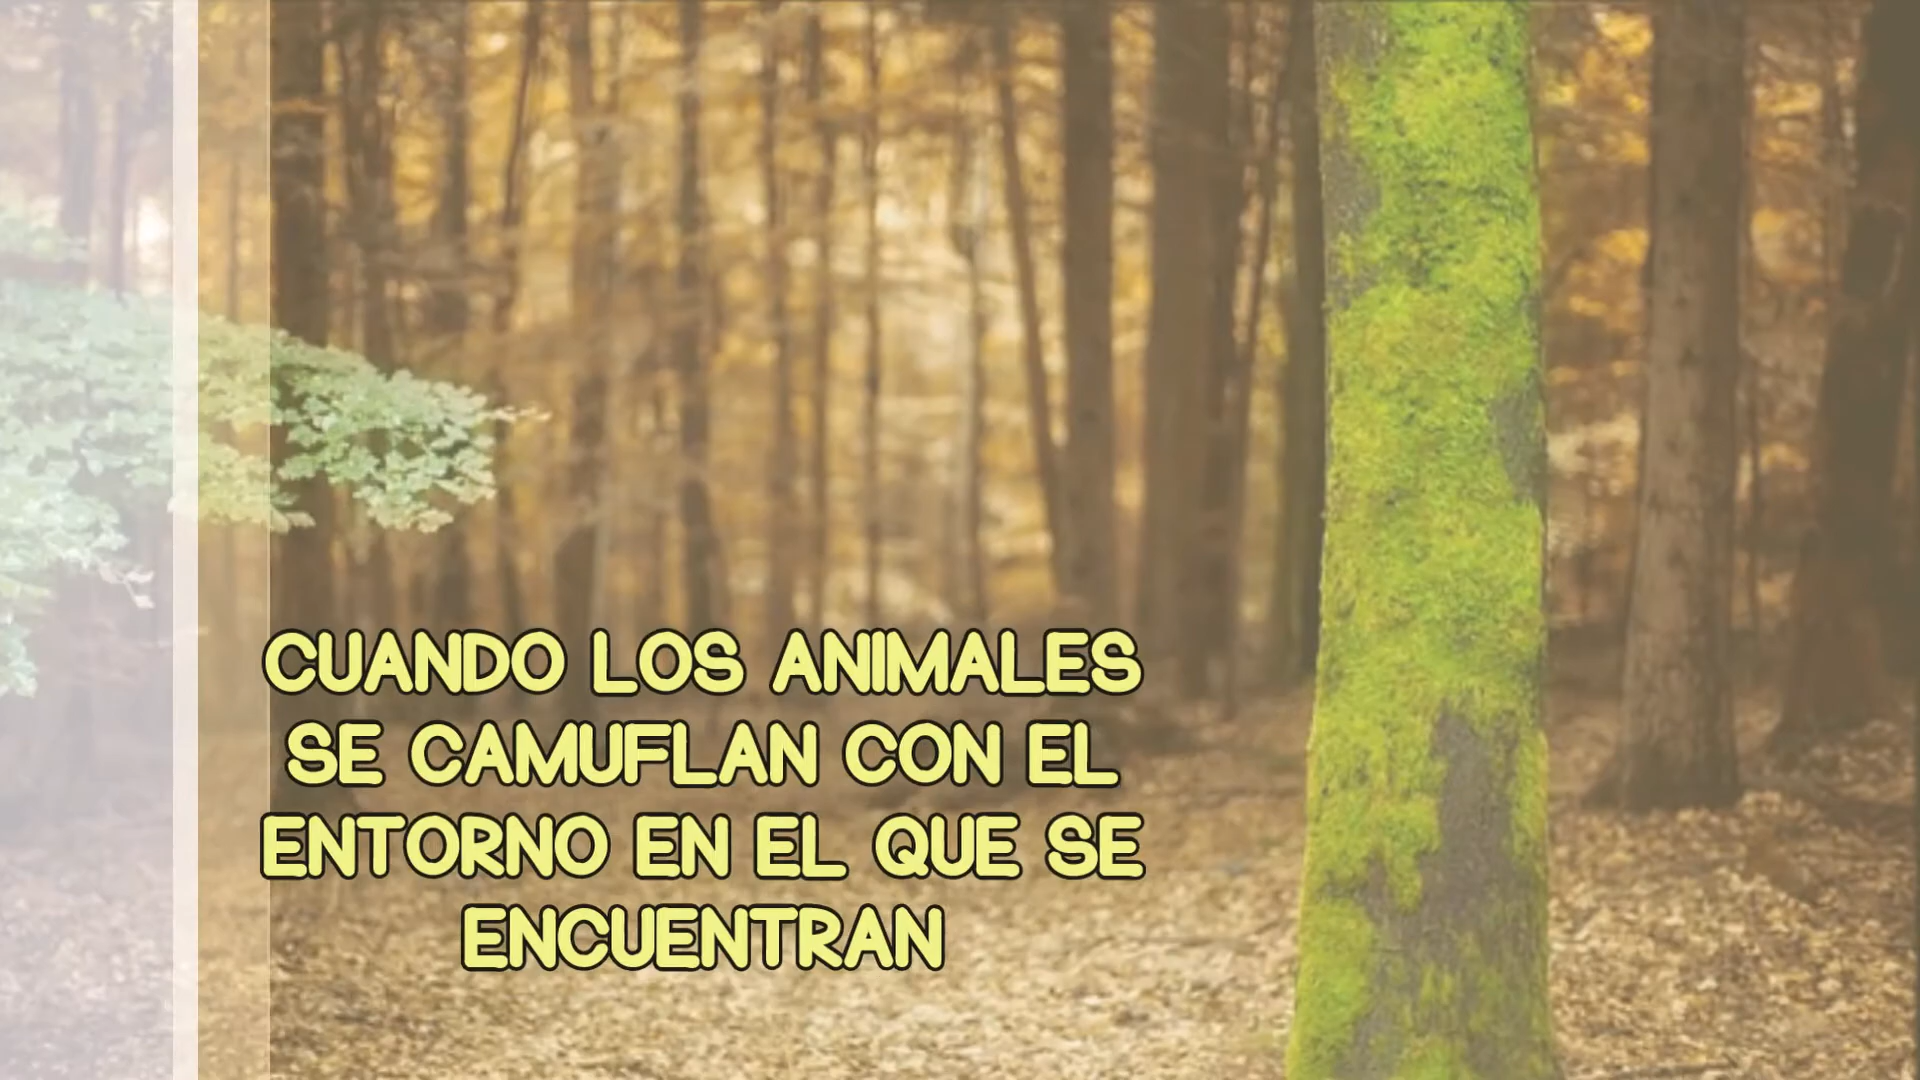 CUANDO LOS ANIMALES
SE CAMUFLAN CON EL
ENTORNO EN EL QUE SE
ENCUENTRAN